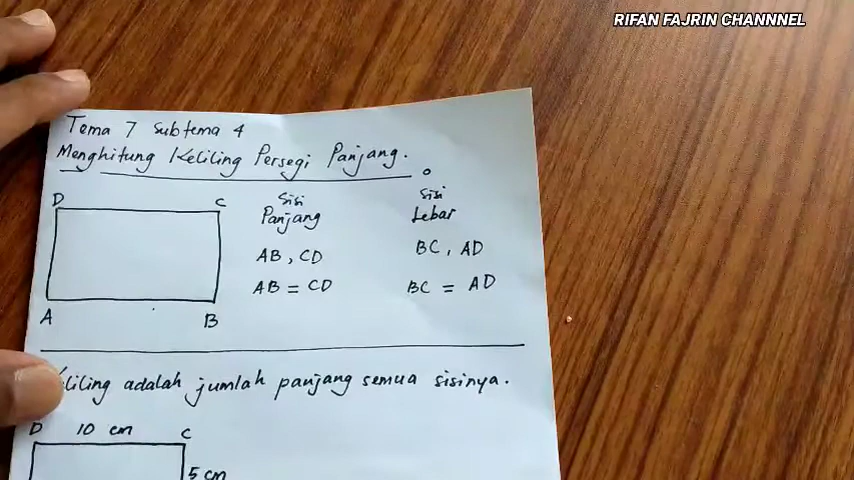 RIFAN FAJRIN CHANNNEL
Tema 7 Subtema 4
Menghitung Keliling Persegi Panjang.
D C
A B
Sisi
Panjang
AB, CD
AB = CD
Sisi
Lebar
BC, AD
BC = AD
adalah jumlah panjang semua sisinya.
D 10 cm C
5 cm